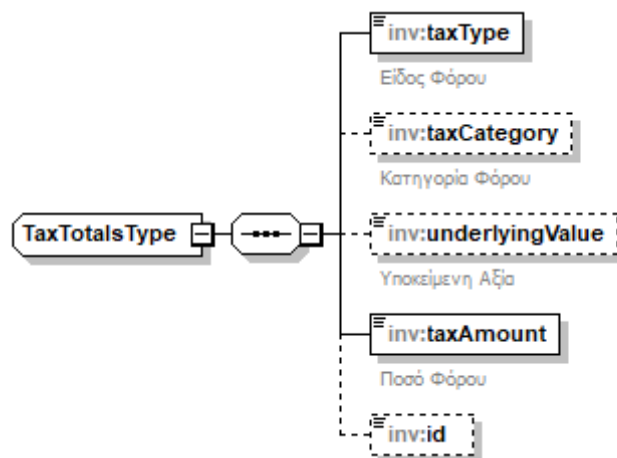 inv:taxType
Είδος Φόρου
inv:taxCategory
Κατηγορία Φόρου
TaxTotalsType
inv:underlyingValue
Υποκείμενη Αξία
inv:taxAmount
Ποσό Φόρου
inv:id